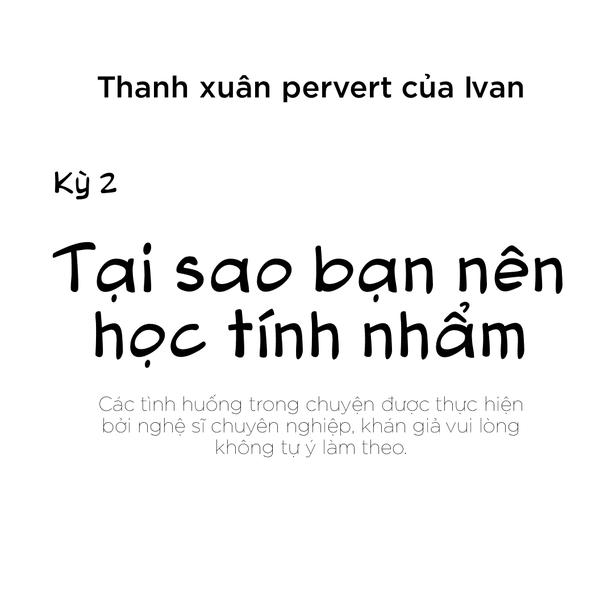 Thanh xuân pervert của Ivan
Kỳ 2
Tại sao bạn nên
học tính nhẩm
Các tình huống trong chuyện được thực hiện
bởi nghệ sĩ chuyên nghiệp, khán giả vui lòng
không tự ý làm theo.